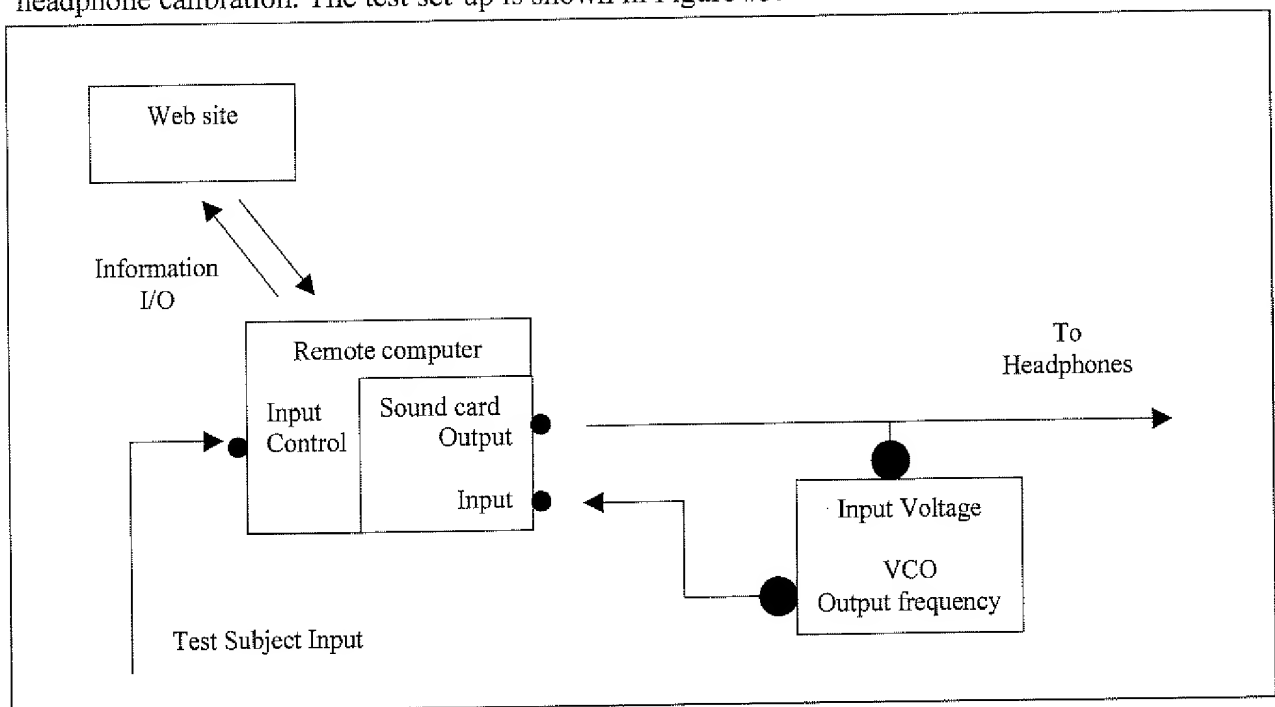 headphone calibration. The test set-up is shown in Figure
Web site
Information
I/O
Remote computer
Input
Control
Sound card
Output
Input
To
Headphones
Input Voltage
VCO
Output frequency
Test Subject Input